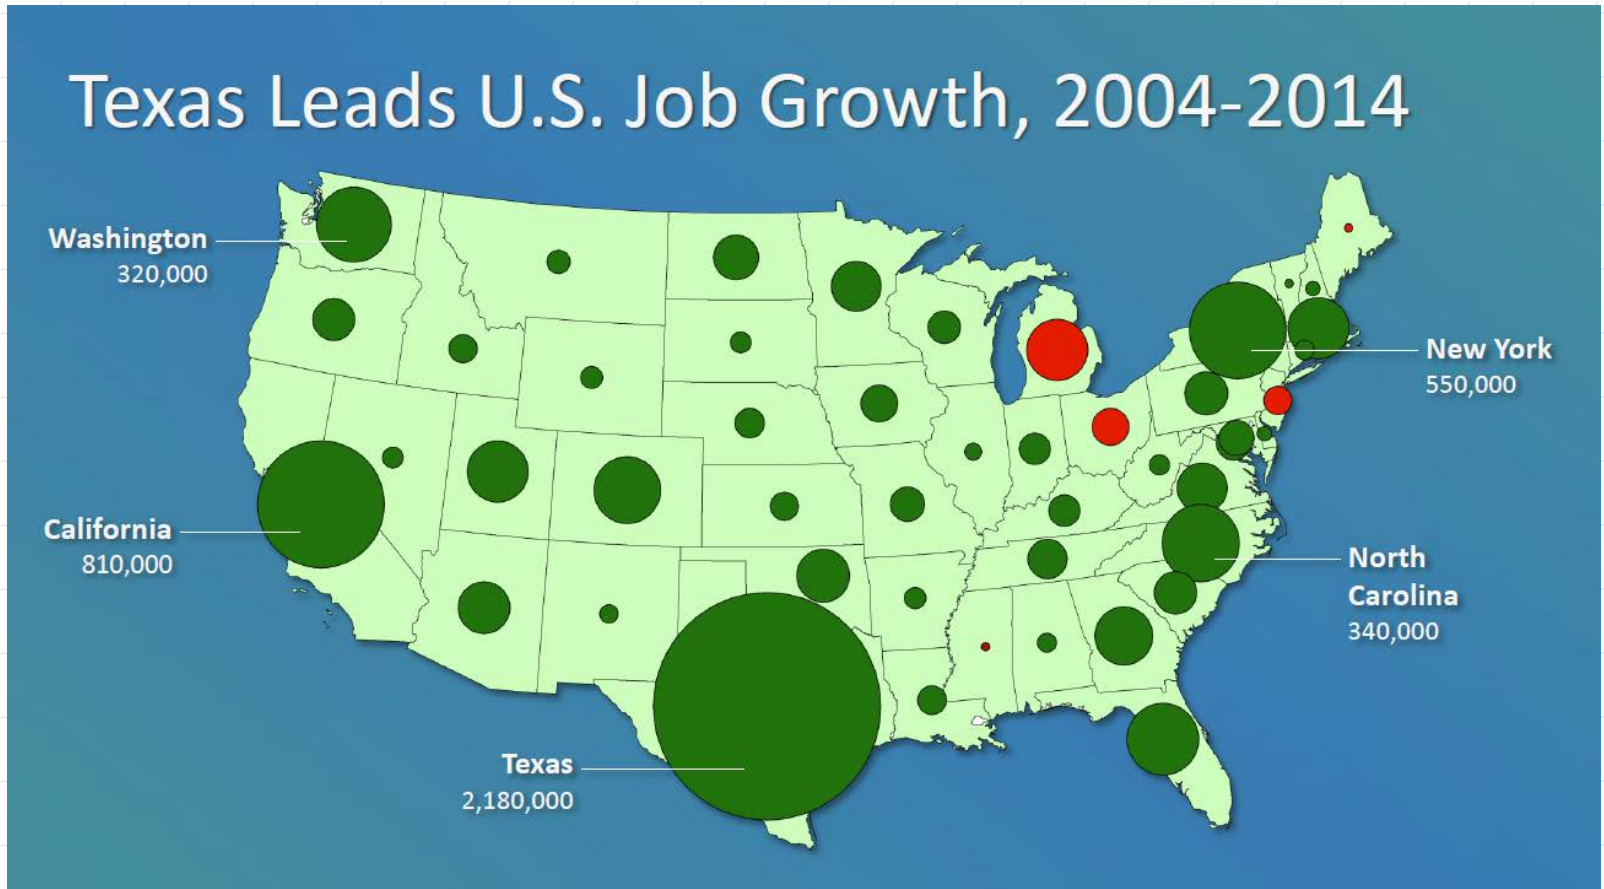 Texas Leads U.S. Job Growth, 2004-2014
Washington
320,000
New York
550,000
California
810,000
North
Carolina
340,000
Texas
2,180,000